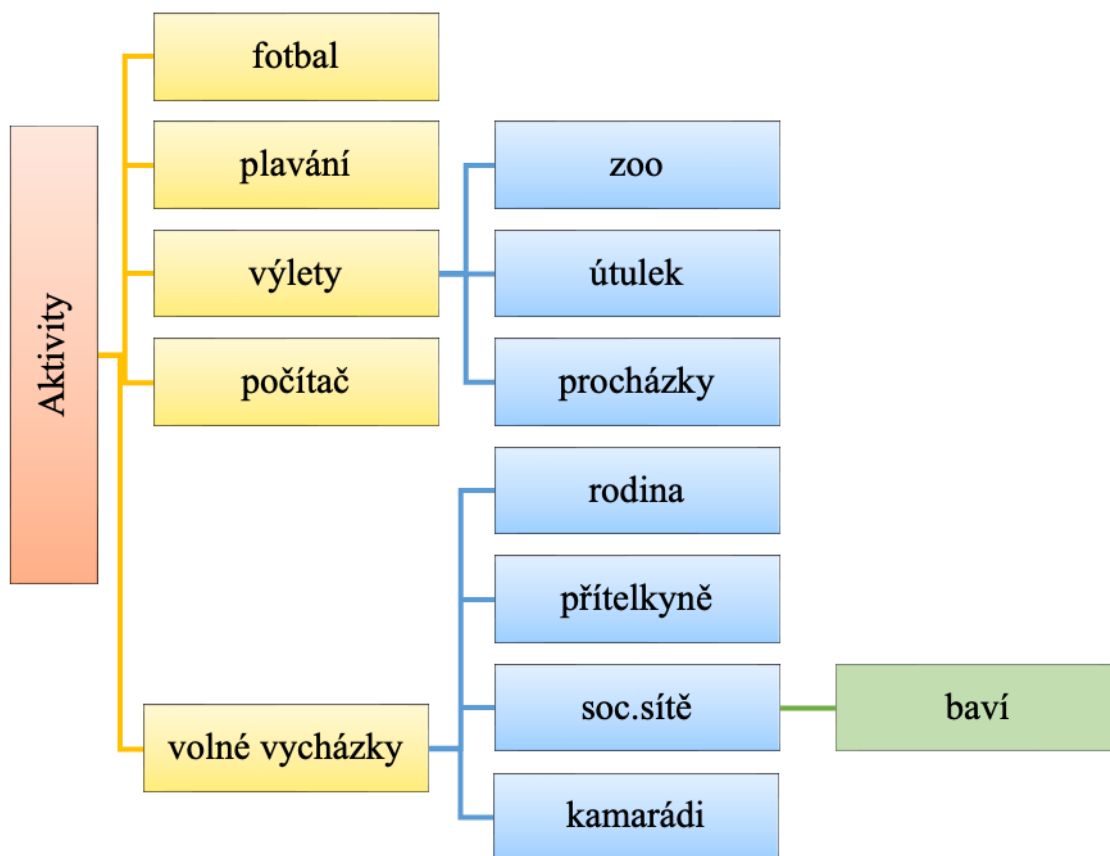 Aktivity
fotbal
plavání
výlety
zoo
útulek
procházky
počítač
volné vycházky
rodina
přítelkyně
soc.sítě
baví
kamarádi